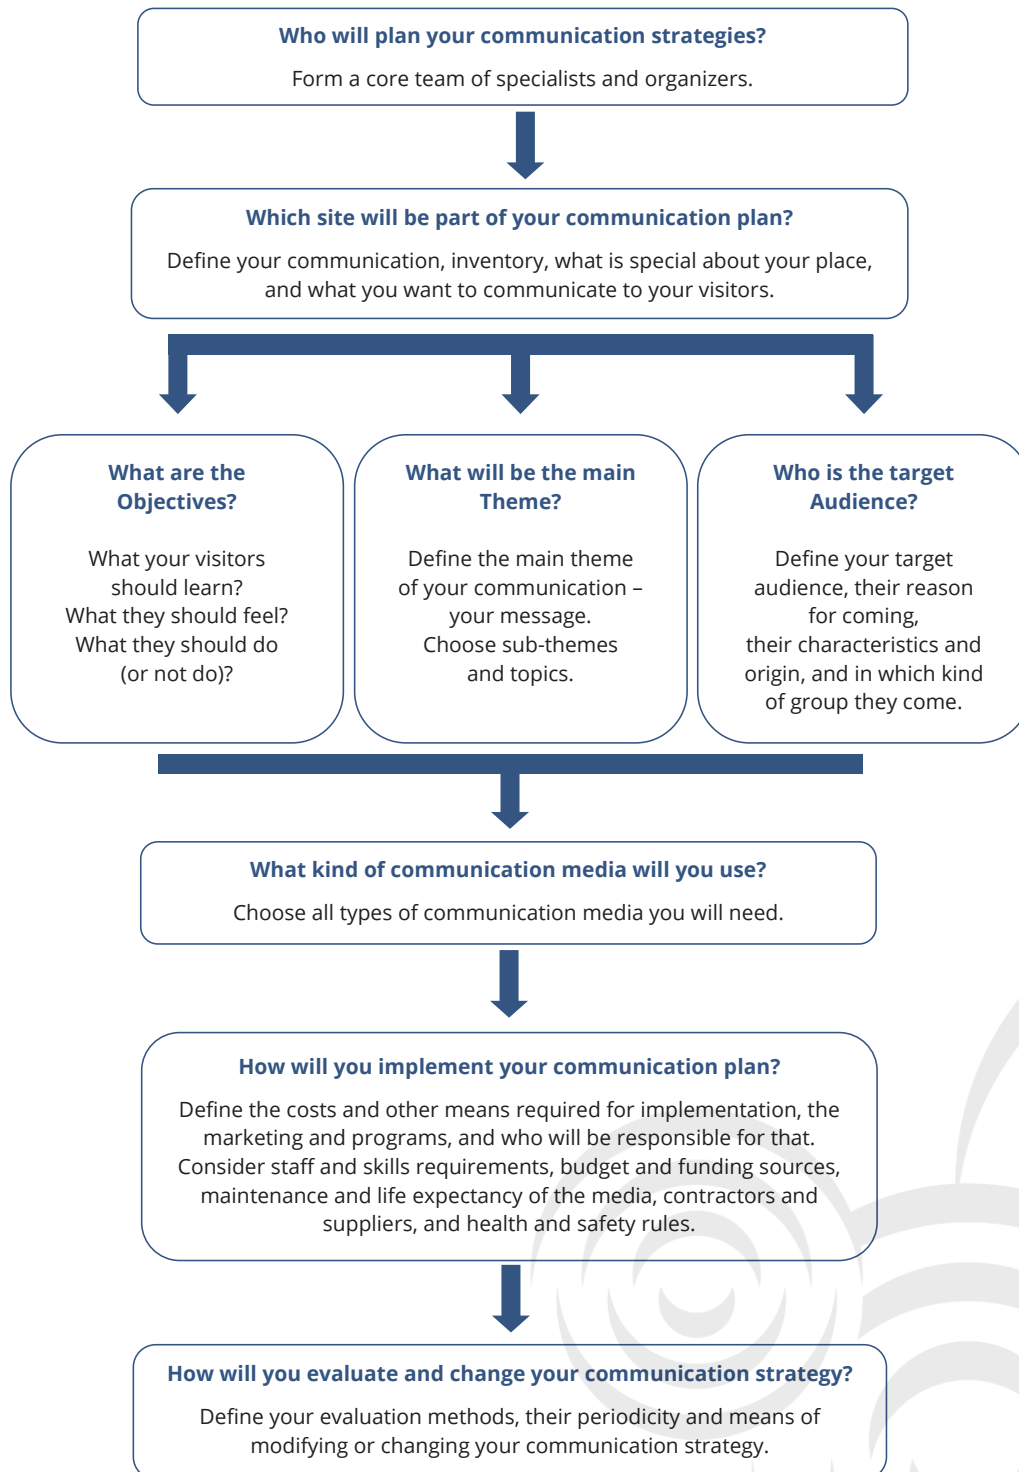 Who will plan your communication strategies?
Form a core team of specialists and organizers.
Which site will be part of your communication plan?
Define your communication, inventory, what is special about your place,
and what you want to communicate to your visitors.
What are the
Objectives?
What your visitors
should learn?
What they should feel?
What they should do
(or not do)?
What will be the main
Theme?
Define the main theme
of your communication –
your message.
Choose sub-themes
and topics.
Who is the target
Audience?
Define your target
audience, their reason
for coming,
their characteristics and
origin, and in which kind
of group they come.
What kind of communication media will you use?
Choose all types of communication media you will need.
How will you implement your communication plan?
Define the costs and other means required for implementation, the
marketing and programs, and who will be responsible for that.
Consider staff and skills requirements, budget and funding sources,
maintenance and life expectancy of the media, contractors and
suppliers, and health and safety rules.
How will you evaluate and change your communication strategy?
Define your evaluation methods, their periodicity and means of
modifying or changing your communication strategy.